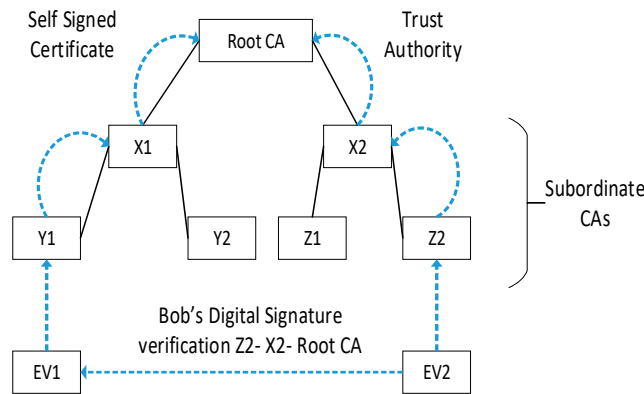 Self Signed
Certificate
Root CA
Trust
Authority
X1
X2
Subordinate
CAs
Y1
Y2
Z1
Z2
Bob's Digital Signature
verification Z2- X2- Root CA
EV1
EV2